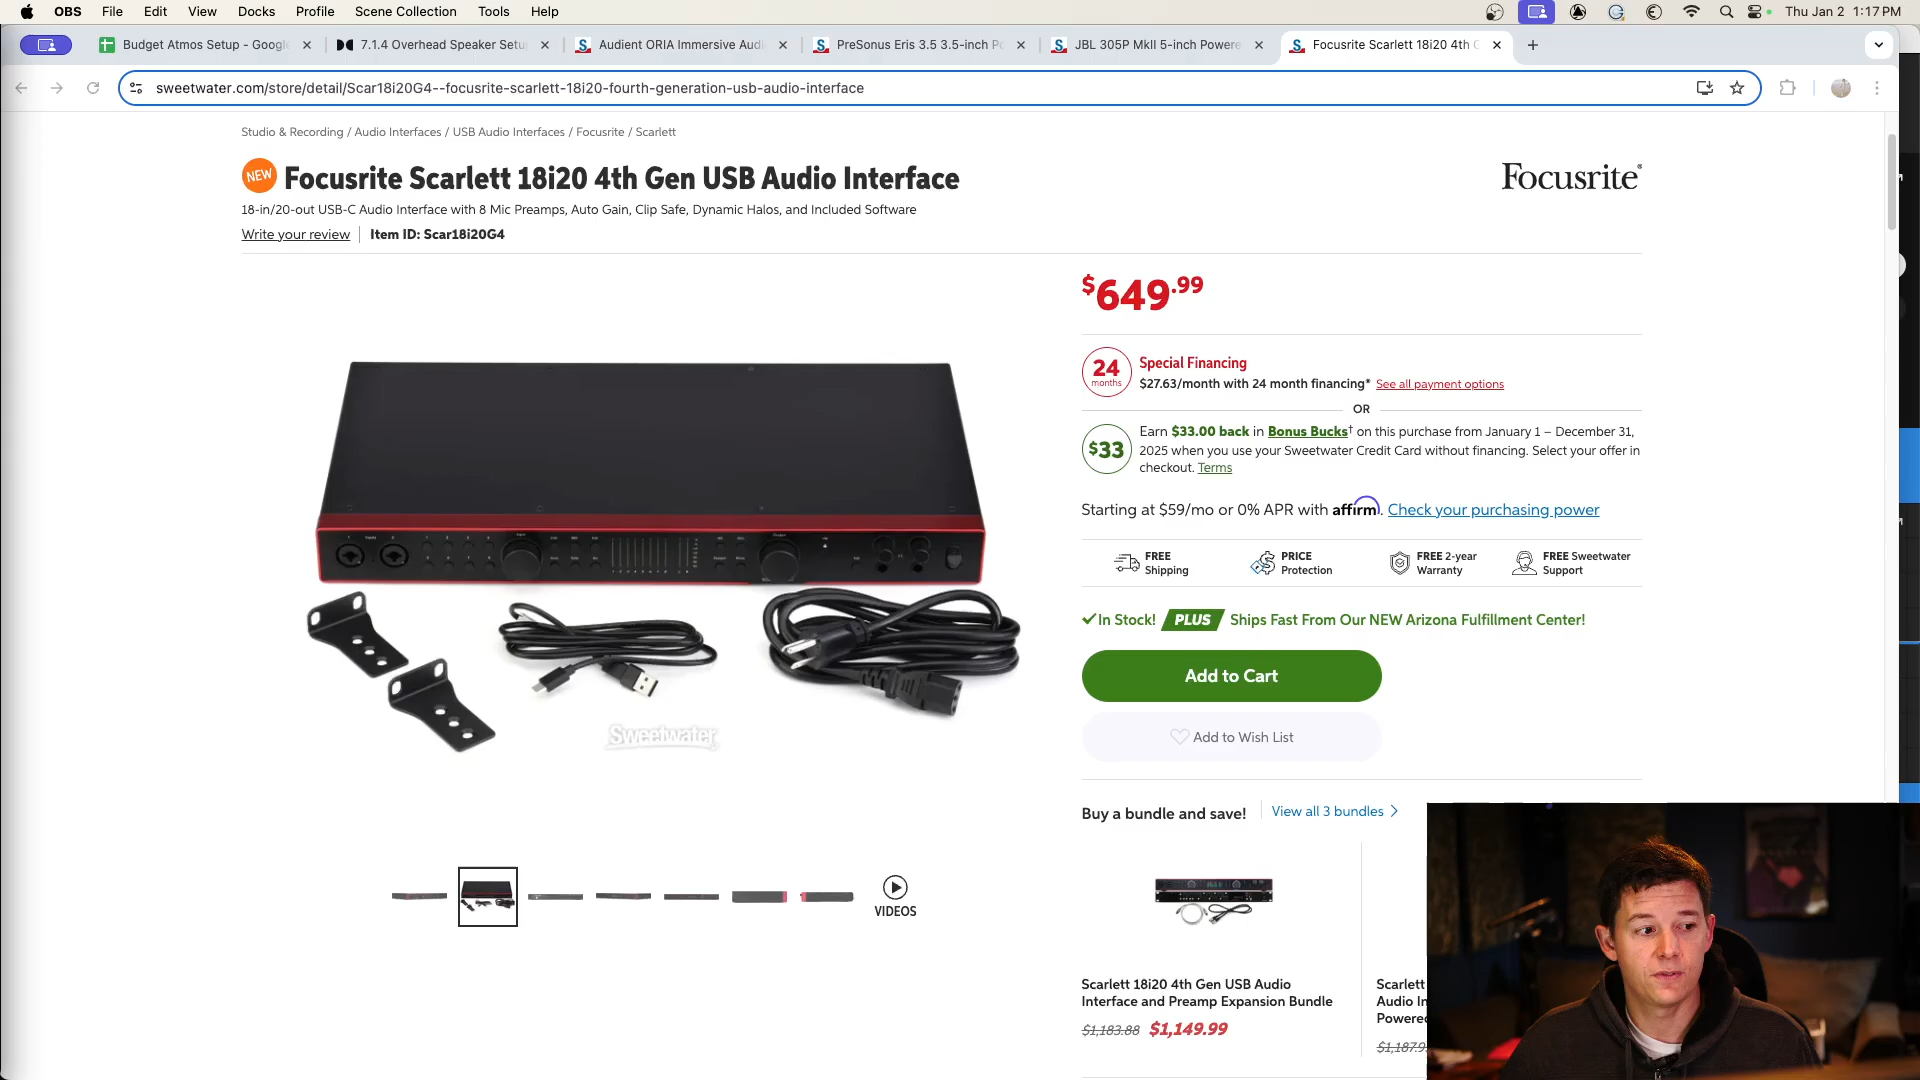 OBS File Edit View Docks Profile Scene Collection Tools Help Thu Jan 2 1:17 PM
Budget Atmos Setup - Google
7.1.4 Overhead Speaker Setu
Audient ORIA Immersive Audi
PreSonus Eris 3.5 3.5-inch Po
JBL 305P MkII 5-inch Powere
Focusrite Scarlett 18i20 4th G
sweetwater.com/store/detail/Scar18i20G4--focusrite-scarlett-18i20-fourth-generation-usb-audio-interface
Studio & Recording / Audio Interfaces / USB Audio Interfaces / Focusrite / Scarlett
NEW Focusrite Scarlett 18i20 4th Gen USB Audio Interface
Focusrite
18-in/20-out USB-C Audio Interface with 8 Mic Preamps, Auto Gain, Clip Safe, Dynamic Halos, and Included Software
Write your review Item ID: Scar18i20G4
$649.99
24 months
Special Financing
$27.63/month with 24 month financing* See all payment options
OR
$33
Earn $33.00 back in Bonus Bucks† on this purchase from January 1 – December 31,
2025 when you use your Sweetwater Credit Card without financing. Select your offer in
checkout. Terms
Starting at $59/mo or 0% APR with affirm. Check your purchasing power
FREE Shipping
PRICE Protection
FREE 2-year Warranty
FREE Sweetwater Support
In Stock! PLUS Ships Fast From Our NEW Arizona Fulfillment Center!
Add to Cart
Add to Wish List
Sweetwater
VIDEOS
Buy a bundle and save! View all 3 bundles
Scarlett 18i20 4th Gen USB Audio
Interface and Preamp Expansion Bundle
$1,183.88 $1,149.99
Scarlett
Audio In
Powered
$1,187.9